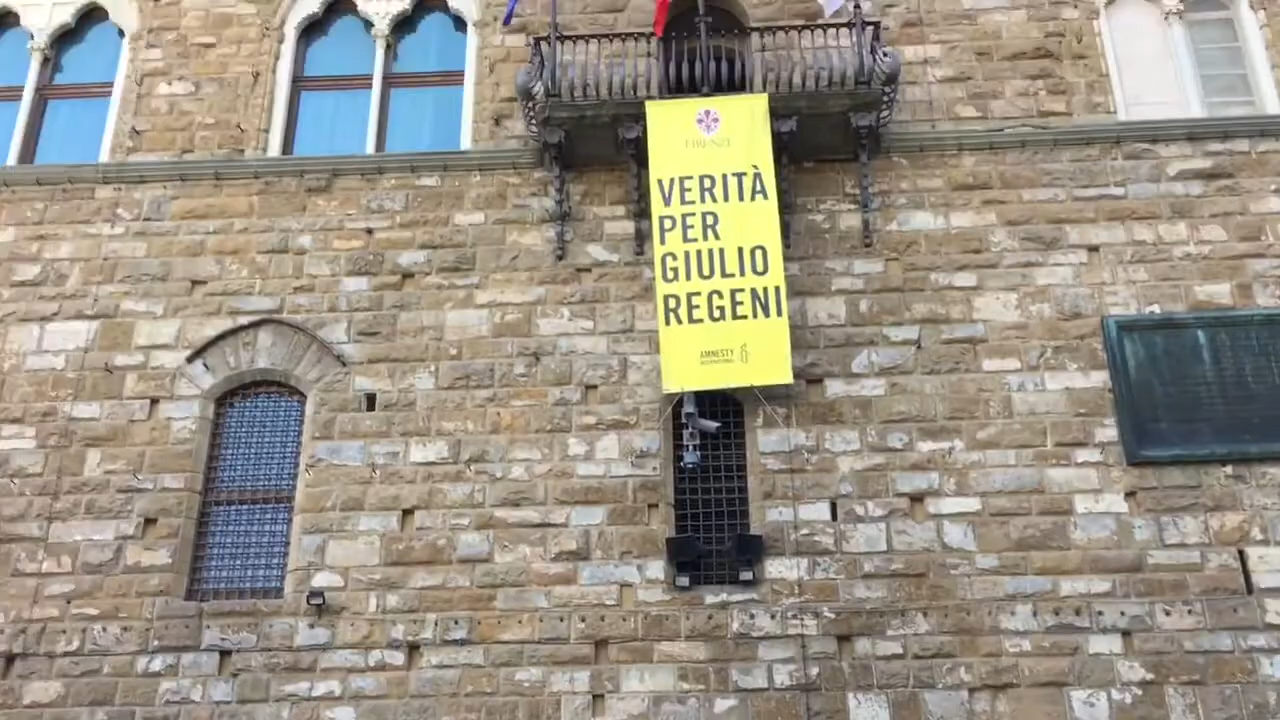 FIRENZE
VERITÀ
PER
GIULIO
REGENI
AMNESTY
INTERNATIONAL